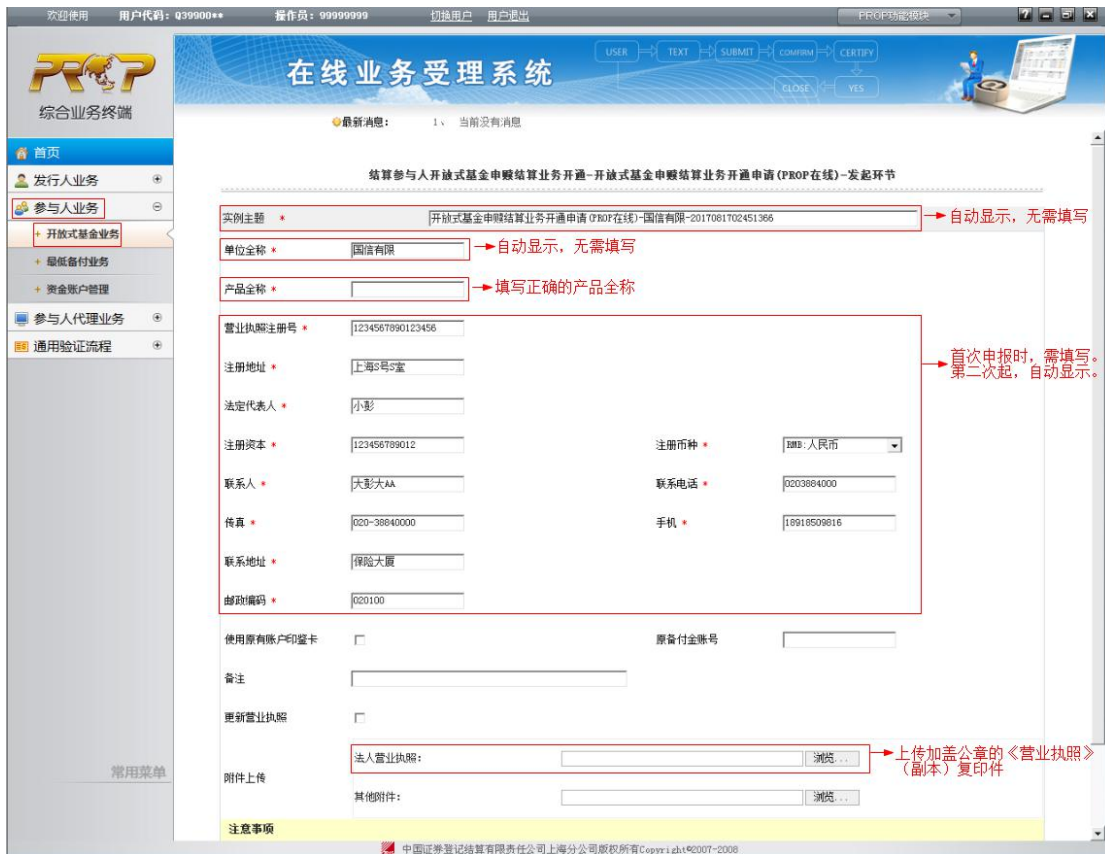 欢迎使用 用户代码：Q39900** 操作员：99999999 切换用户 用户退出 PROP功能模块
PROP
综合业务终端
在线业务受理系统
USER TEXT SUBMIT COMFIRM CERTIFY
CLOSE YES
最新消息： 1、 当前没有消息
首页
发行人业务
参与人业务
开放式基金业务
最低备付业务
资金账户管理
参与人代理业务
通用验证流程
常用菜单
结算参与人开放式基金申赎结算业务开通-开放式基金申赎结算业务开通申请(PROP在线)-发起环节
实例主题 * 开放式基金申赎结算业务开通申请(PROP在线)-国信有限-2017081702451366 自动显示，无需填写
单位全称 * 国信有限 自动显示，无需填写
产品全称 * 填写正确的产品全称
营业执照注册号 * 1234567890123456
首次申报时，需填写。
第二次起，自动显示。
注册地址 * 上海S号S室
法定代表人 * 小彭
注册资本 * 123456789012 注册币种 * RMB:人民币
联系人 * 大彭大AA 联系电话 * 0203884000
传真 * 020-38840000 手机 * 18918509816
联系地址 * 保险大厦
邮政编码 * 020100
使用原有账户印鉴卡 原备付金账号
备注
更新营业执照
附件上传
法人营业执照： 浏览...
上传加盖公章的《营业执照》
（副本）复印件
其他附件： 浏览...
注意事项
中国证券登记结算有限责任公司上海分公司版权所有Copyright©2007-2008